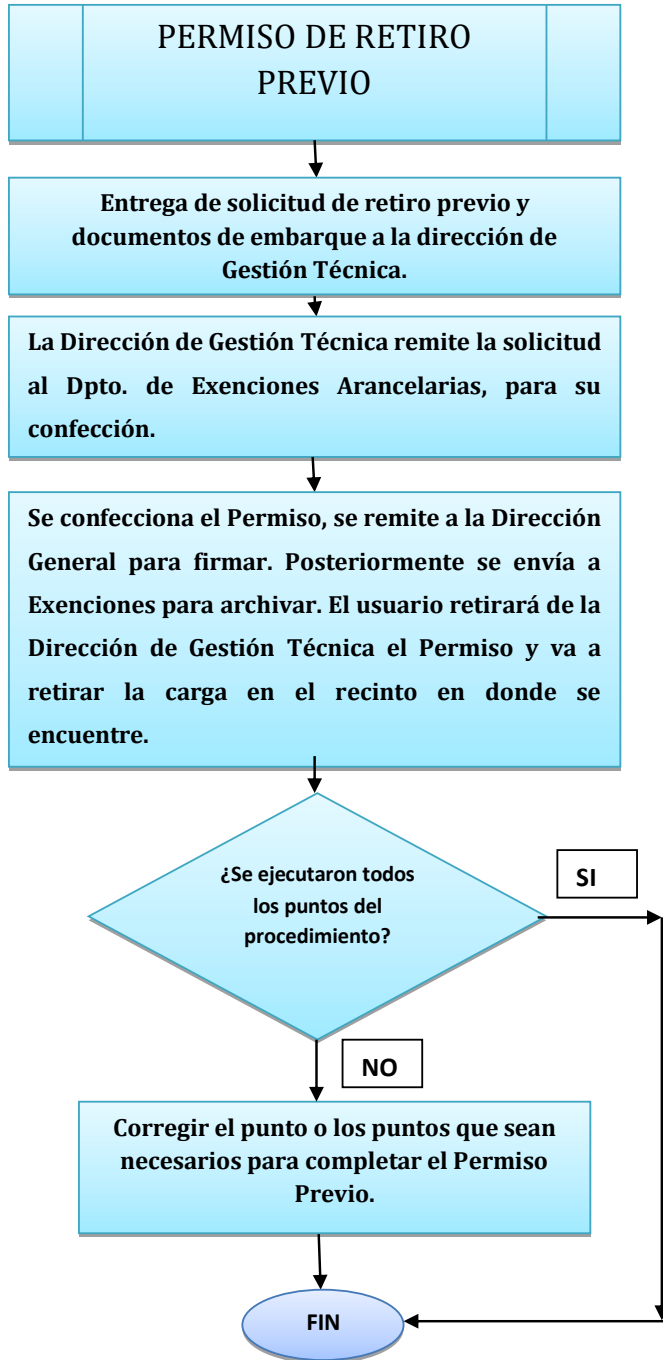 PERMISO DE RETIRO
PREVIO
Entrega de solicitud de retiro previo y
documentos de embarque a la dirección de
Gestión Técnica.
La Dirección de Gestión Técnica remite la solicitud
al Dpto. de Exenciones Arancelarias, para su
confección.
Se confecciona el Permiso, se remite a la Dirección
General para firmar. Posteriormente se envía a
Exenciones para archivar. El usuario retirará de la
Dirección de Gestión Técnica el Permiso y va a
retirar la carga en el recinto en donde se
encuentre.
¿Se ejecutaron todos
los puntos del
procedimiento?
SI
NO
Corregir el punto o los puntos que sean
necesarios para completar el Permiso
Previo.
FIN